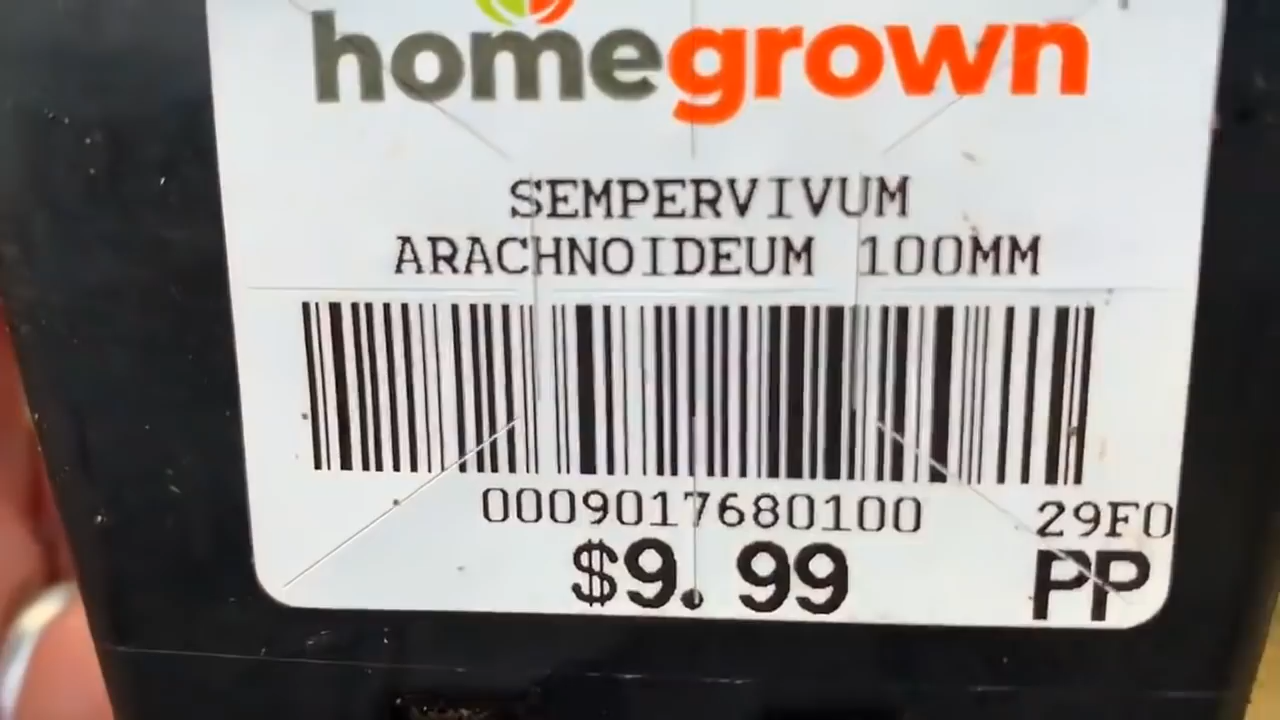 homegrown
SEMPERVIVUM
ARACHNOIDEUM 100MM
0009017680100 29F0
$9.99 PP